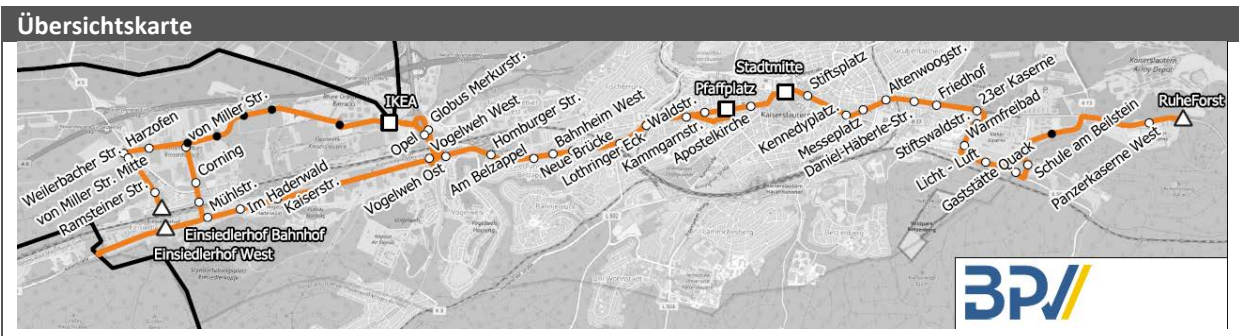 Übersichtskarte
Weilerbacher Str.
Harzofen
von Miller Str. Mitte
Ramsteiner Str.
von Miller Str.
Corning
Mühlstr.
Im Haderwald
Kaiserstr.
Einsiedlerhof Bahnhof
Einsiedlerhof West
IKEA
Opel
Globus Merkurstr.
Vogelweh West
Vogelweh Ost
Homburger Str.
Am Belzappel
Neue Brücke
Bahnheim West
Lothringer Eck
Waldstr.
Kammgarnstr.
Pfaffplatz
Apostelkirche
Stadtmitte
Stiftsplatz
Kennedyplatz
Messeplatz
Daniel-Häberle-Str.
Altenwoogstr.
Friedhof
Stiftswaldstr.
23er Kaserne
Warmfreibad
Licht - Luft
Gaststätte Quack
Schule am Beilstein
Panzerkaserne West
RuheForst
Kaiserslautern
Army Depot
BPV